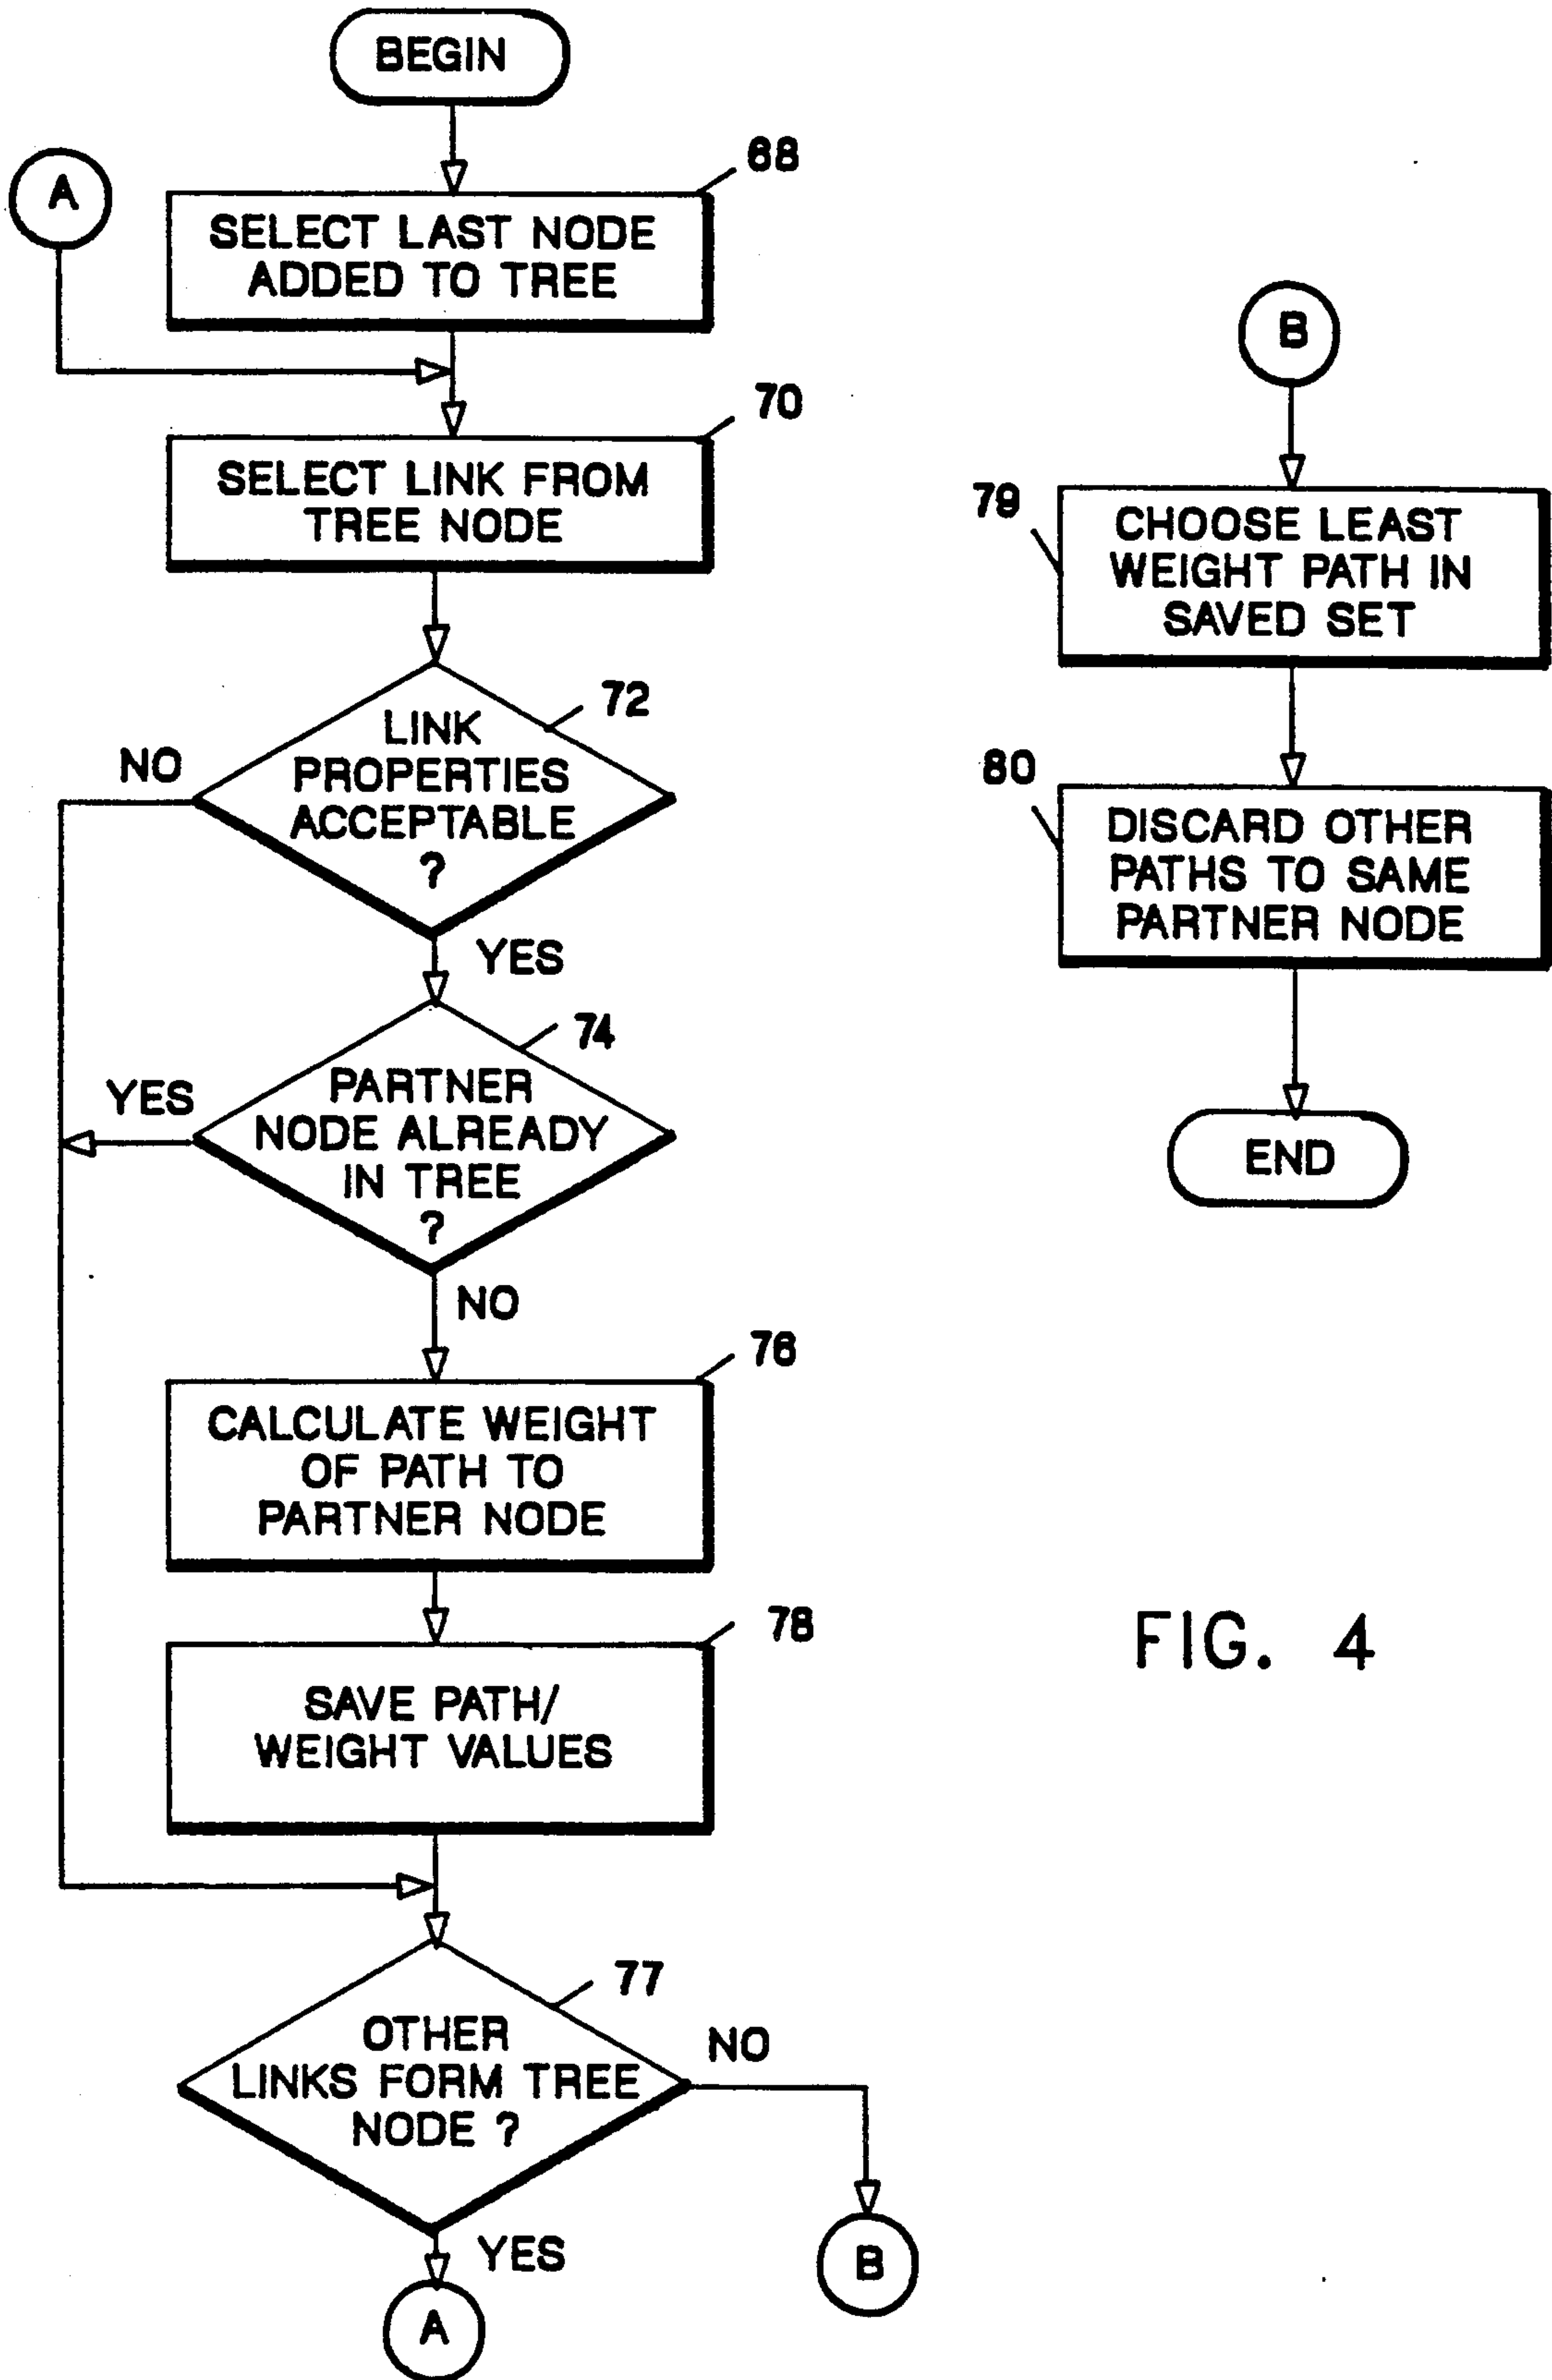 BEGIN
A
68
SELECT LAST NODE
ADDED TO TREE
70
SELECT LINK FROM
TREE NODE
72
LINK
PROPERTIES
ACCEPTABLE
?
NO
YES
74
PARTNER
NODE ALREADY
IN TREE
?
YES
NO
76
CALCULATE WEIGHT
OF PATH TO
PARTNER NODE
78
SAVE PATH/
WEIGHT VALUES
77
OTHER
LINKS FORM TREE
NODE ?
NO
YES
A
B
B
79
CHOOSE LEAST
WEIGHT PATH IN
SAVED SET
80
DISCARD OTHER
PATHS TO SAME
PARTNER NODE
END
FIG. 4